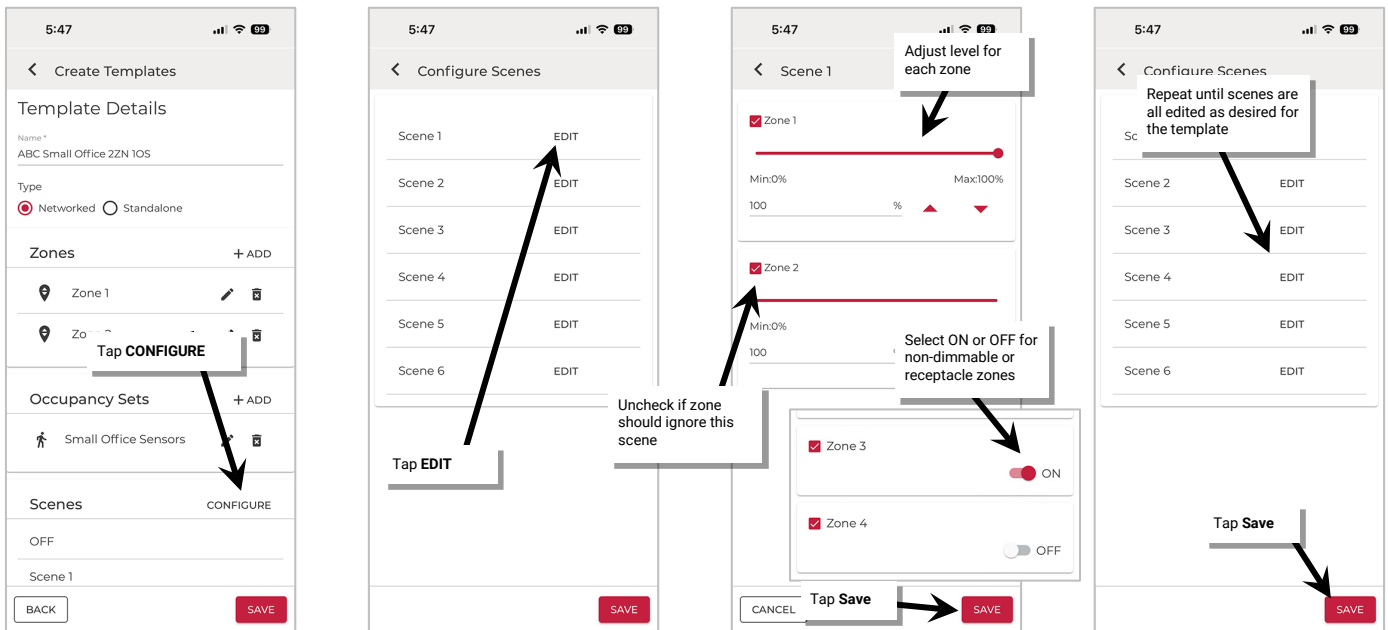 5:47
99
Create Templates
Template Details
Name *
ABC Small Office 2ZN 1OS
Type
Networked
Standalone
Zones
+ ADD
Zone 1
Tap CONFIGURE
Occupancy Sets
+ ADD
Small Office Sensors
Scenes
CONFIGURE
OFF
Scene 1
BACK
SAVE
5:47
99
Configure Scenes
Scene 1
EDIT
Scene 2
EDIT
Scene 3
EDIT
Scene 4
EDIT
Scene 5
EDIT
Scene 6
EDIT
Tap EDIT
SAVE
5:47
99
Scene 1
Adjust level for
each zone
Zone 1
Min:0%
Max:100%
100
%
Zone 2
Min:0%
100
Select ON or OFF for
non-dimmable or
receptacle zones
Uncheck if zone
should ignore this
scene
Zone 3
ON
Zone 4
OFF
CANCEL
Tap Save
SAVE
5:47
99
Configure Scenes
Repeat until scenes are
all edited as desired for
the template
Scene 2
EDIT
Scene 3
EDIT
Scene 4
EDIT
Scene 5
EDIT
Scene 6
EDIT
Tap Save
SAVE